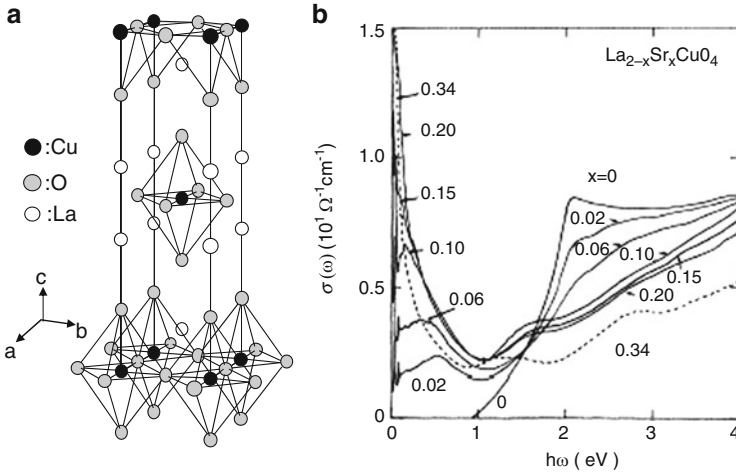 a
:Cu
:O
:La
c
a
b
b
La2-xSrxCu04
1.5
1.0
0.5
0
σ (ω) (10¹ Ω⁻¹cm⁻¹)
0.34
0.20
0.15
0.10
0.06
0.02
x=0
0.02
0.06
0.10
0.15
0.20
0.34
0
0
1
2
3
4
hω ( eV )